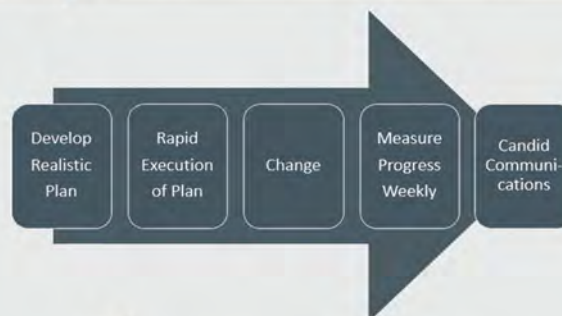 Develop
Realistic
Plan
Rapid
Execution
of Plan
Change
Measure
Progress
Weekly
Candid
Communi-
cations